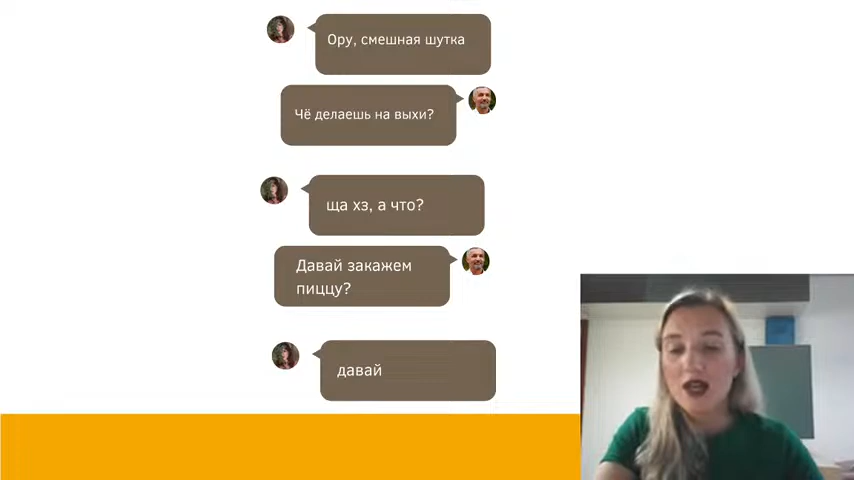 Ору, смешная шутка
Чё делаешь на выхи?
ща хз, а что?
Давай закажем
пиццу?
давай